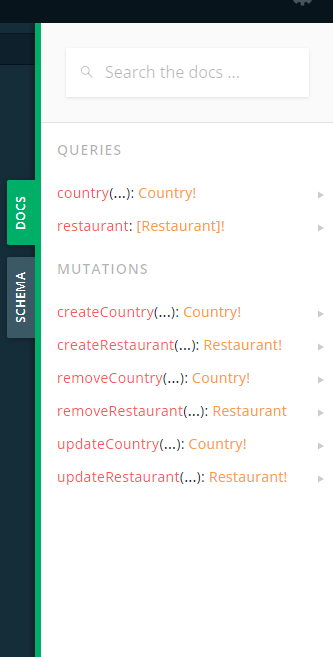 Search the docs ...
QUERIES
country(...): Country!
restaurant: [Restaurant]!
MUTATIONS
createCountry(...): Country!
createRestaurant(...): Restaurant!
removeCountry(...): Country!
removeRestaurant(...): Restaurant
updateCountry(...): Country!
updateRestaurant(...): Restaurant!
DOCS
SCHEMA